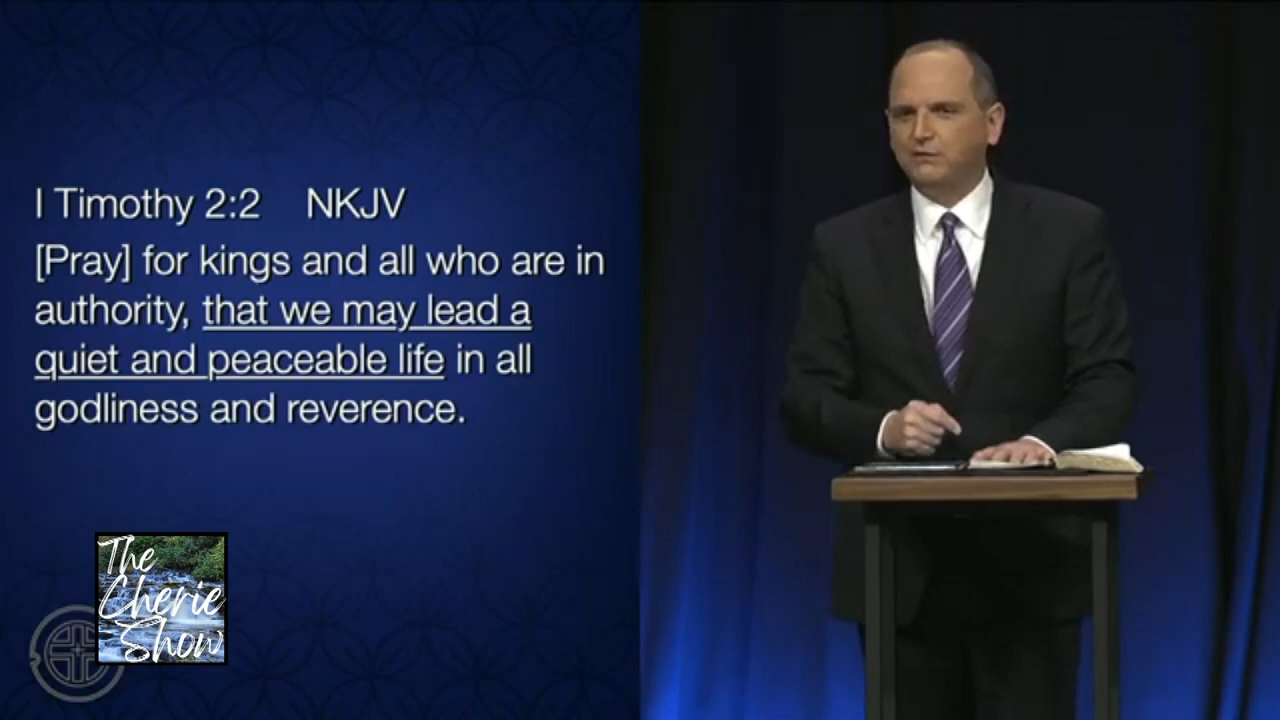 I Timothy 2:2 NKJV
[Pray] for kings and all who are in
authority, that we may lead a
quiet and peaceable life in all
godliness and reverence.
The
Cherie
Show